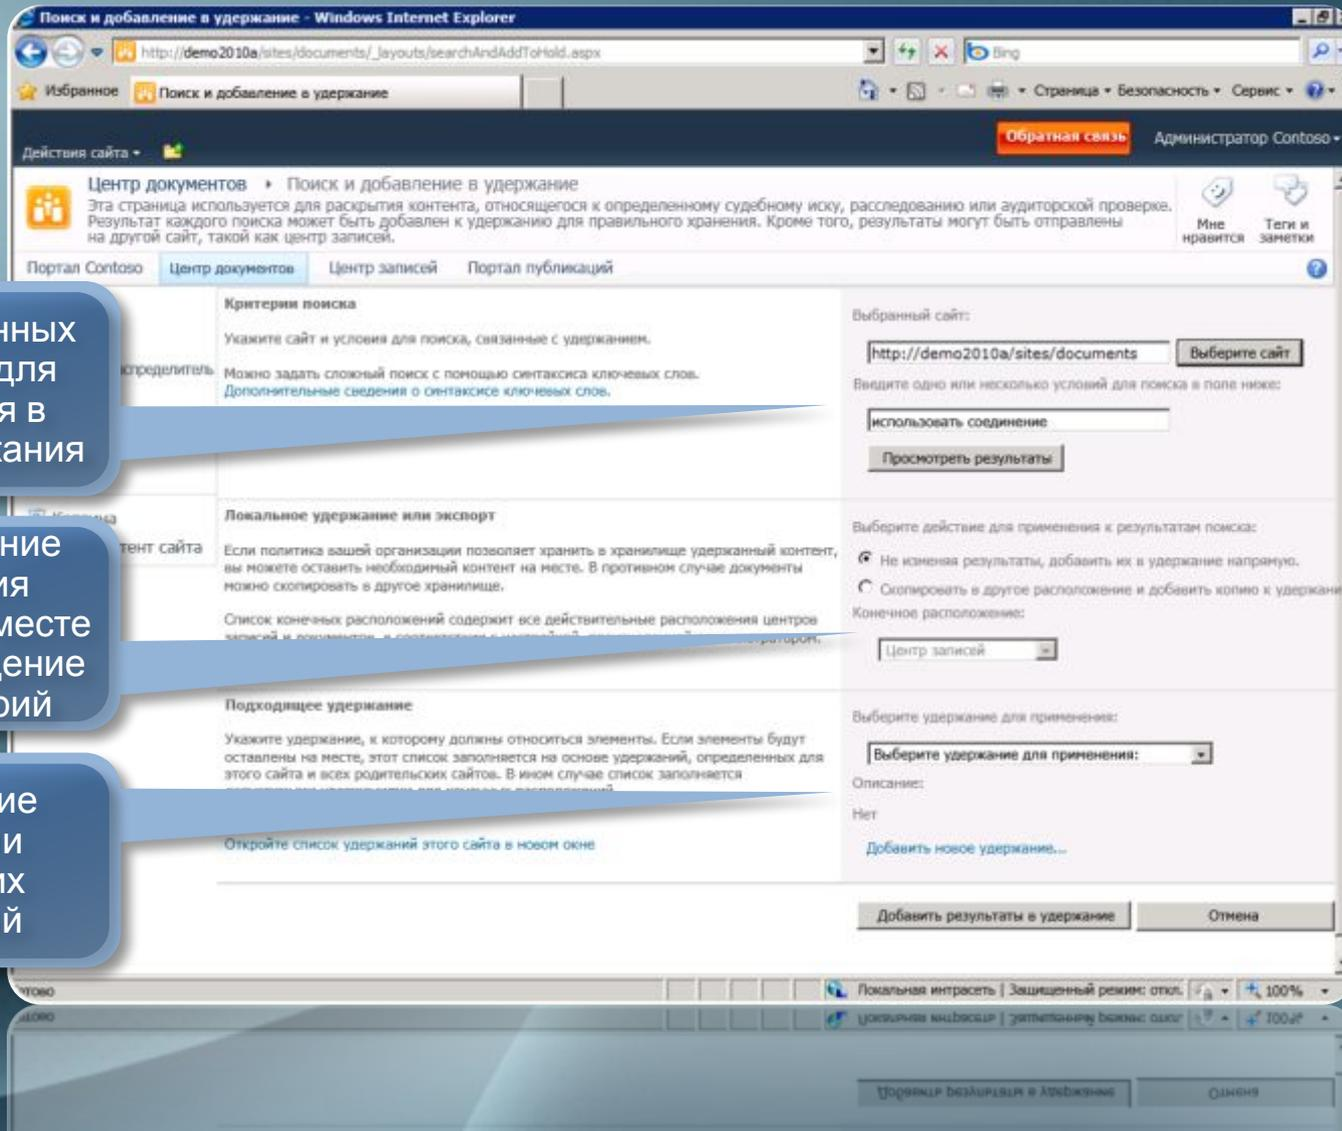 Поиск и добавление в удержание - Windows Internet Explorer
http://demo2010a/sites/documents/_layouts/searchAndAddToHold.aspx
Bing
Избранное
Поиск и добавление в удержание
Страница
Безопасность
Сервис
Действия сайта
Обратная связь
Администратор Contoso
Центр документов
Поиск и добавление в удержание
Эта страница используется для раскрытия контента, относящегося к определенному судебному иску, расследованию или аудиторской проверке.
Результат каждого поиска может быть добавлен к удержанию для правильного хранения. Кроме того, результаты могут быть отправлены
на другой сайт, такой как центр записей.
Мне нравится
Теги и заметки
Портал Contoso
Центр документов
Центр записей
Портал публикаций
нных
для
я в
кания
спределитель
Критерии поиска
Укажите сайт и условия для поиска, связанные с удержанием.
Можно задать сложный поиск с помощью синтаксиса ключевых слов.
Дополнительные сведения о синтаксисе ключевых слов.
Выбранный сайт:
http://demo2010a/sites/documents
Выберите сайт
Введите одно или несколько условий для поиска в поле ниже:
использовать соединение
Просмотреть результаты
ние
ия
месте
дение
рий
тент сайта
Локальное удержание или экспорт
Если политика вашей организации позволяет хранить в хранилище удержанный контент,
вы можете оставить необходимый контент на месте. В противном случае документы
можно скопировать в другое хранилище.
Список конечных расположений содержит все действительные расположения центров
Выберите действие для применения к результатам поиска:
Не изменяя результаты, добавить их в удержание напрямую.
Скопировать в другое расположение и добавить копию к удержани
Конечное расположение:
Центр записей
ие
и
их
й
Подходящее удержание
Укажите удержание, к которому должны относиться элементы. Если элементы будут
оставлены на месте, этот список заполняется на основе удержаний, определенных для
этого сайта и всех родительских сайтов. В ином случае список заполняется
Откройте список удержаний этого сайта в новом окне
Выберите удержание для применения:
Выберите удержание для применения:
Описание:
Нет
Добавить новое удержание...
Добавить результаты в удержание
Отмена
отово
Локальная интрасеть | Защищенный режим: откл.
100%